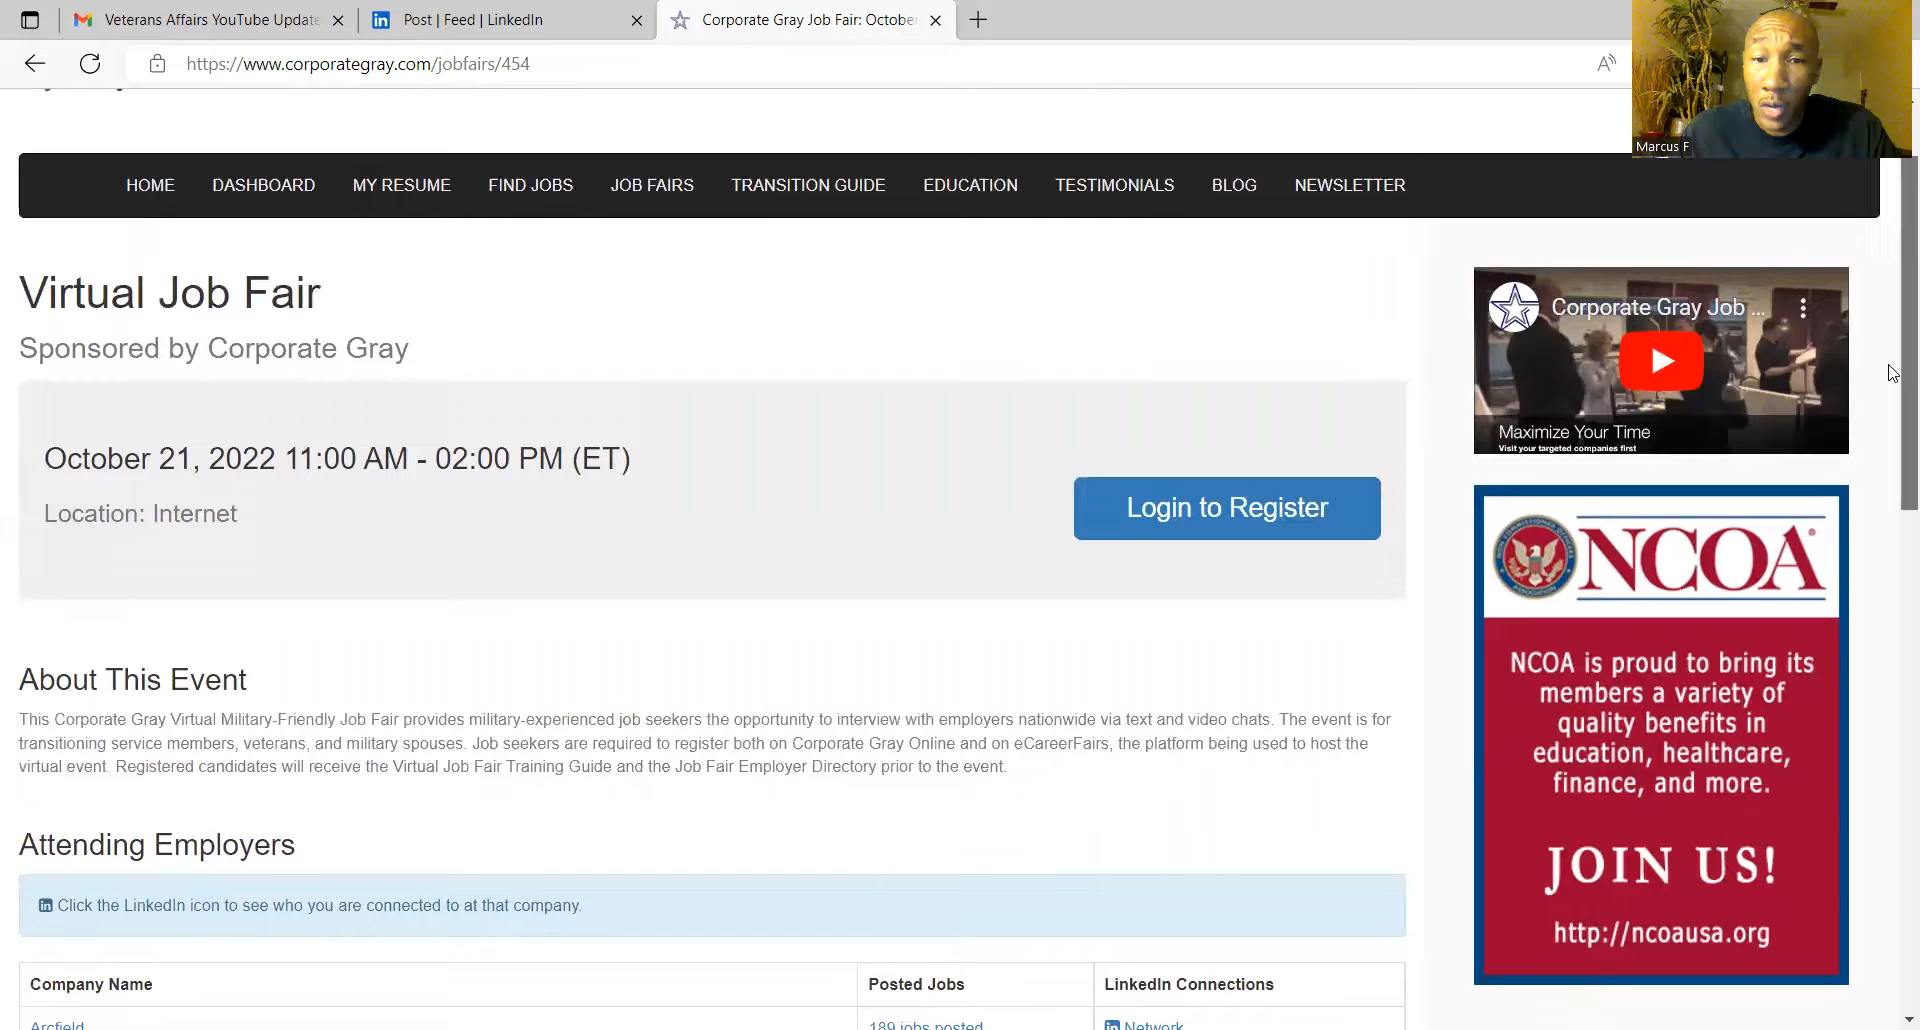 Veterans Affairs YouTube Update
Post | Feed | LinkedIn
Corporate Gray Job Fair: October
https://www.corporategray.com/jobfairs/454
Marcus F
HOME DASHBOARD MY RESUME FIND JOBS JOB FAIRS TRANSITION GUIDE EDUCATION TESTIMONIALS BLOG NEWSLETTER
Virtual Job Fair
Sponsored by Corporate Gray
October 21, 2022 11:00 AM - 02:00 PM (ET)
Location: Internet
Login to Register
About This Event
This Corporate Gray Virtual Military-Friendly Job Fair provides military-experienced job seekers the opportunity to interview with employers nationwide via text and video chats. The event is for
transitioning service members, veterans, and military spouses. Job seekers are required to register both on Corporate Gray Online and on eCareerFairs, the platform being used to host the
virtual event. Registered candidates will receive the Virtual Job Fair Training Guide and the Job Fair Employer Directory prior to the event.
Attending Employers
Click the LinkedIn icon to see who you are connected to at that company.
Company Name Posted Jobs LinkedIn Connections
Arcfield 189 jobs posted Network
Corporate Gray Job ...
Maximize Your Time
Visit your targeted companies first
NCOA
NCOA is proud to bring its
members a variety of
quality benefits in
education, healthcare,
finance, and more.
JOIN US!
http://ncoausa.org